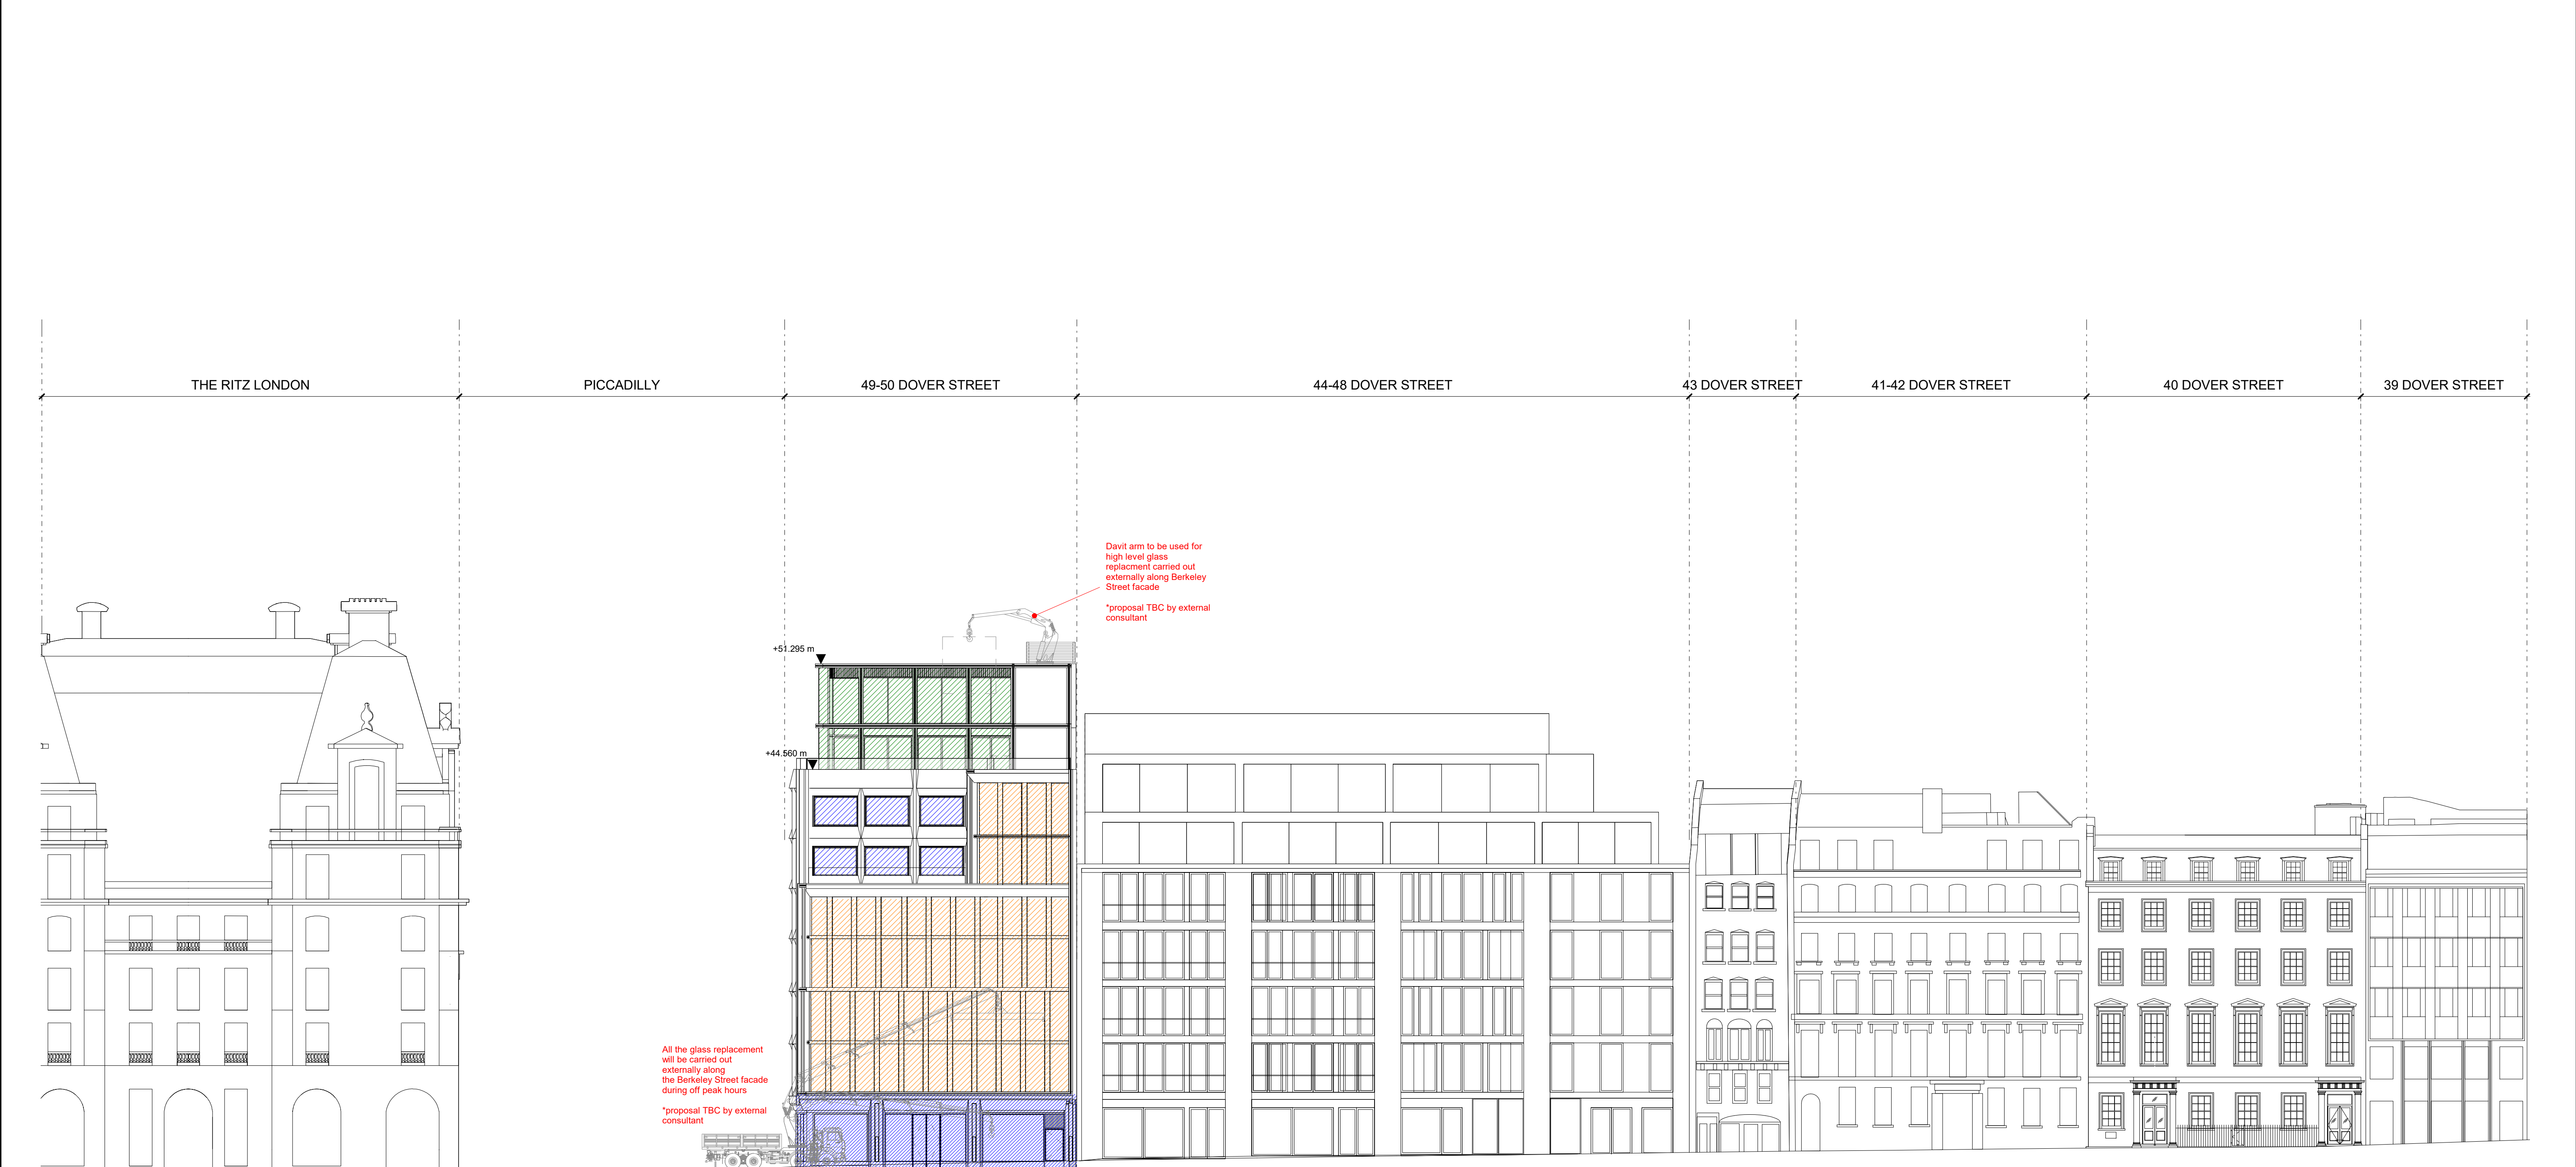 THE RITZ LONDON
PICCADILLY
49-50 DOVER STREET
44-48 DOVER STREET
43 DOVER STREET
41-42 DOVER STREET
40 DOVER STREET
39 DOVER STREET
Davit arm to be used for
high level glass
replacment carried out
externally along Berkeley
Street facade
*proposal TBC by external
consultant
+51.295 m
+44.560 m
All the glass replacement
will be carried out
externally along
the Berkeley Street facade
during off peak hours
*proposal TBC by external
consultant